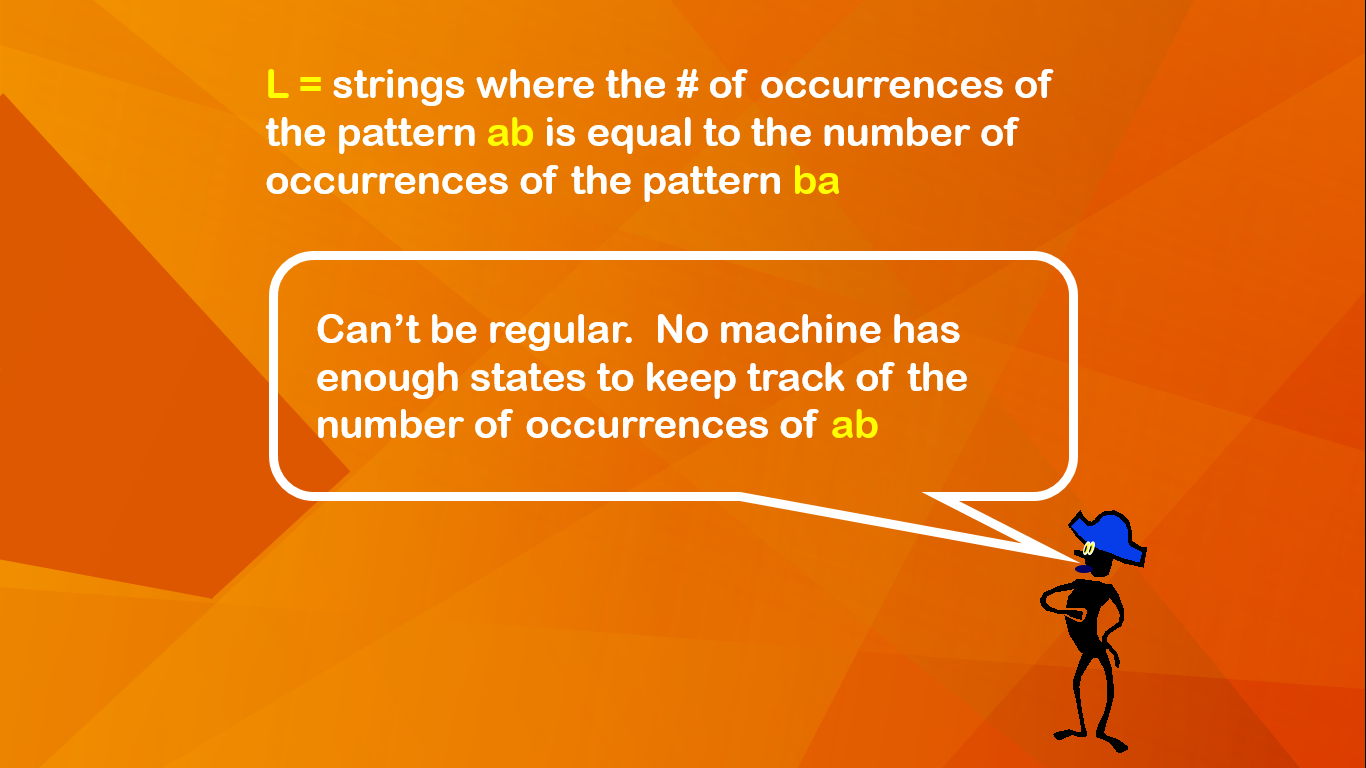 L = strings where the # of occurrences of
the pattern ab is equal to the number of
occurrences of the pattern ba
Can’t be regular.  No machine has
enough states to keep track of the
number of occurrences of ab